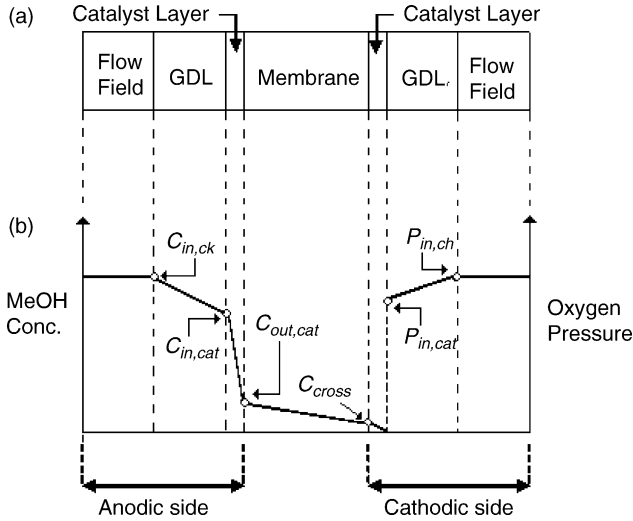 (a)
Catalyst Layer
Catalyst Layer
Flow
Field
GDL
Membrane
GDL
Flow
Field
(b)
C_in,ck
P_in,ch
MeOH
Conc.
C_in,cat
C_out,cat
C_cross
P_in,cat
Oxygen
Pressure
Anodic side
Cathodic side